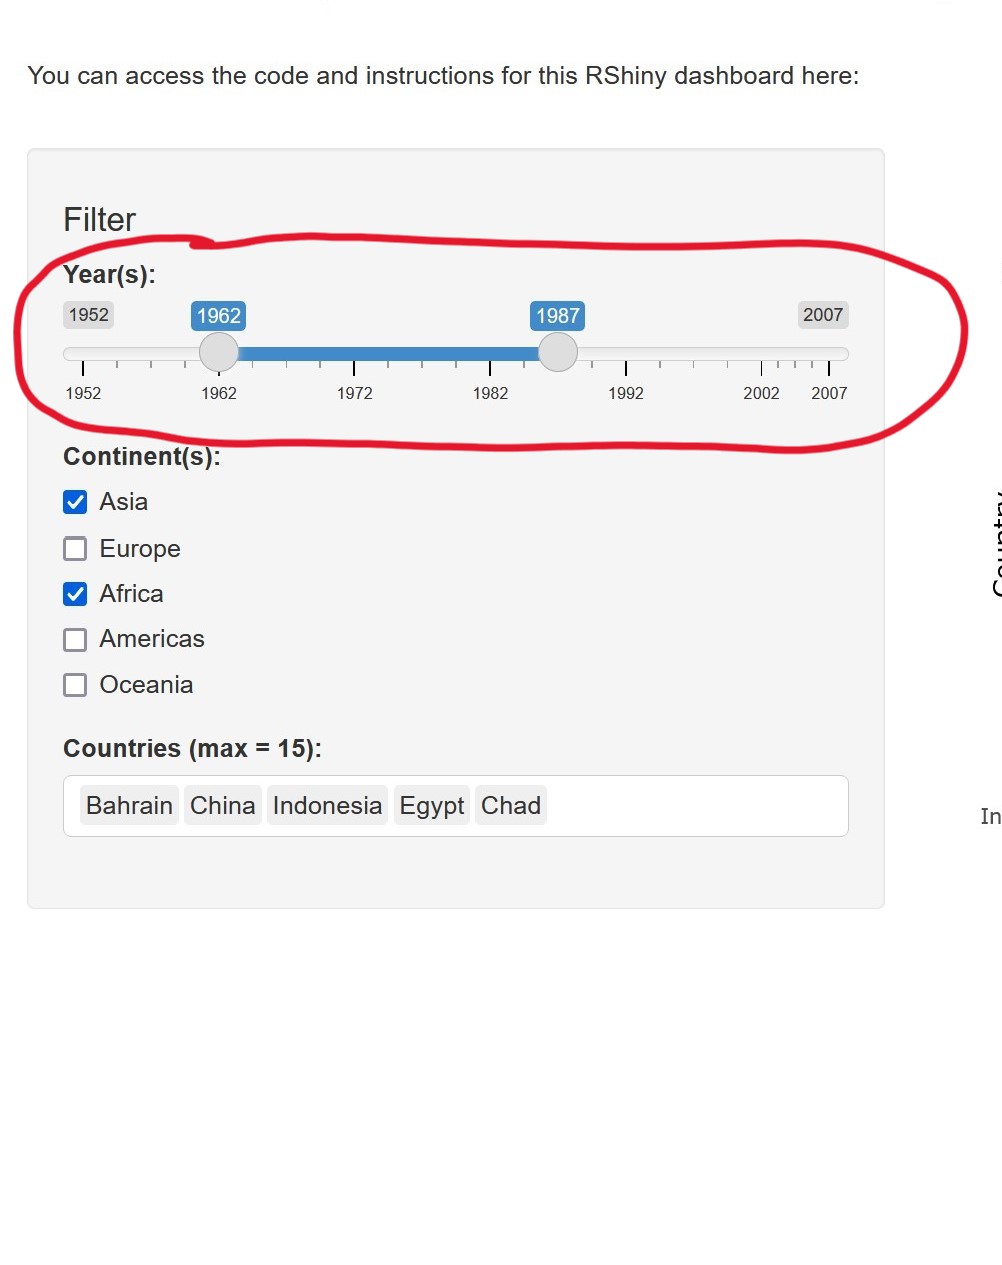 You can access the code and instructions for this RShiny dashboard here:
Filter
Year(s):
1952 1962 1987 2007
1952 1962 1972 1982 1992 2002 2007
Continent(s):
Asia
Europe
Africa
Americas
Oceania
Country
Countries (max = 15):
Bahrain China Indonesia Egypt Chad
In